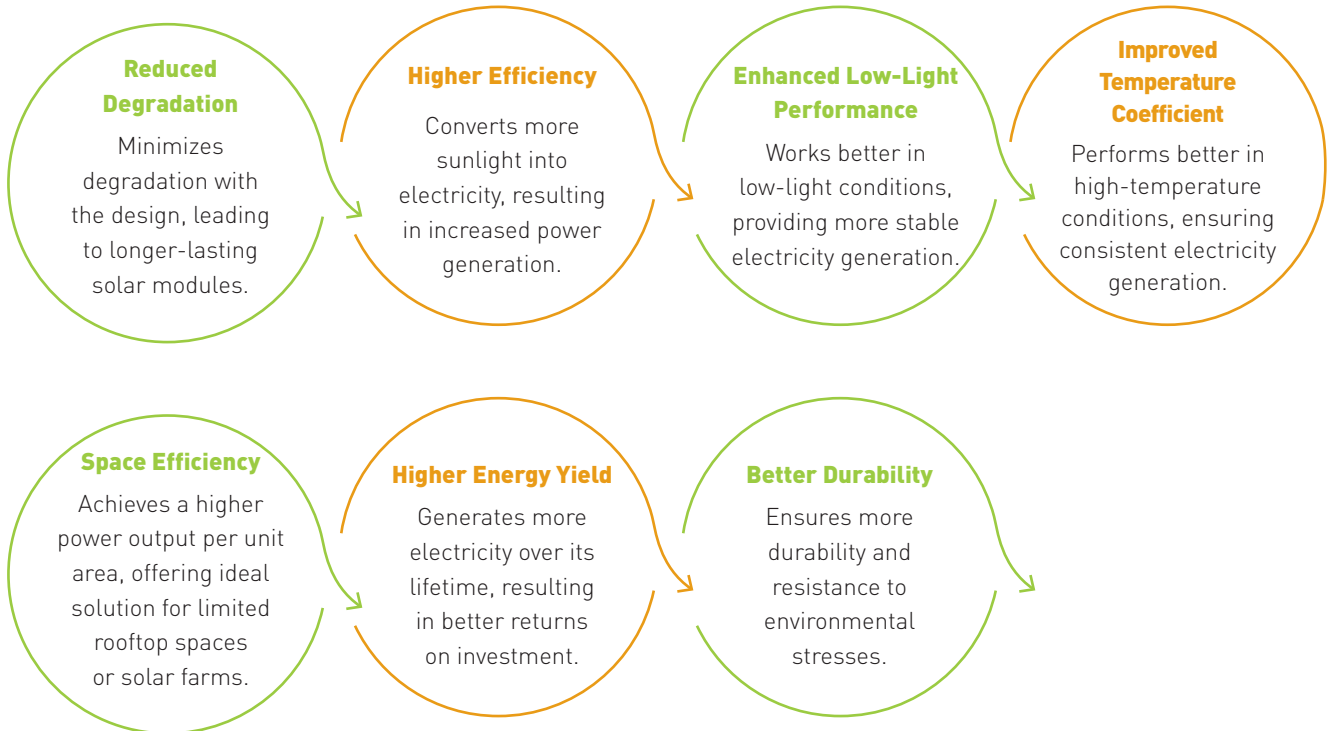 Reduced
Degradation
Minimizes
degradation with
the design, leading
to longer-lasting
solar modules.
Higher Efficiency
Converts more
sunlight into
electricity, resulting
in increased power
generation.
Enhanced Low-Light
Performance
Works better in
low-light conditions,
providing more stable
electricity generation.
Improved
Temperature
Coefficient
Performs better in
high-temperature
conditions, ensuring
consistent electricity
generation.
Space Efficiency
Achieves a higher
power output per unit
area, offering ideal
solution for limited
rooftop spaces
or solar farms.
Higher Energy Yield
Generates more
electricity over its
lifetime, resulting
in better returns
on investment.
Better Durability
Ensures more
durability and
resistance to
environmental
stresses.